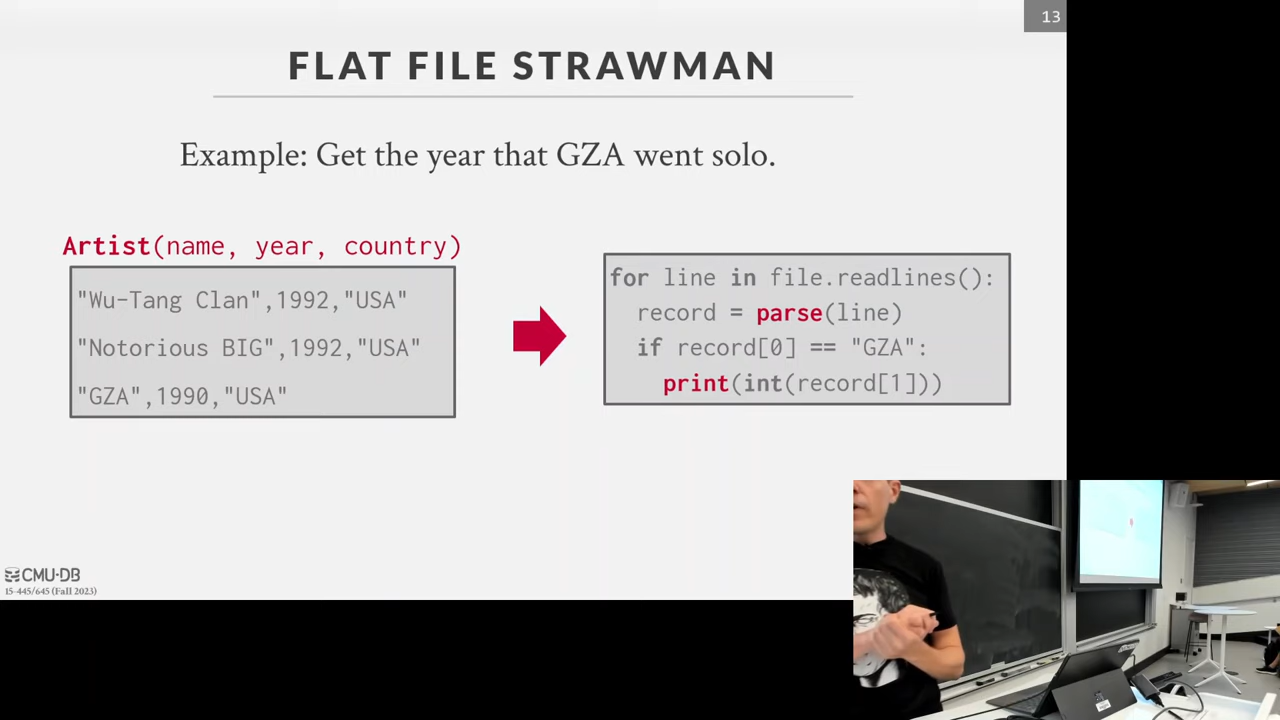 13
FLAT FILE STRAWMAN
Example: Get the year that GZA went solo.
Artist(name, year, country)
"Wu-Tang Clan",1992,"USA"
"Notorious BIG",1992,"USA"
"GZA",1990,"USA"
for line in file.readlines():
record = parse(line)
if record[0] == "GZA":
print(int(record[1]))
CMU·DB
15-445/645 (Fall 2023)